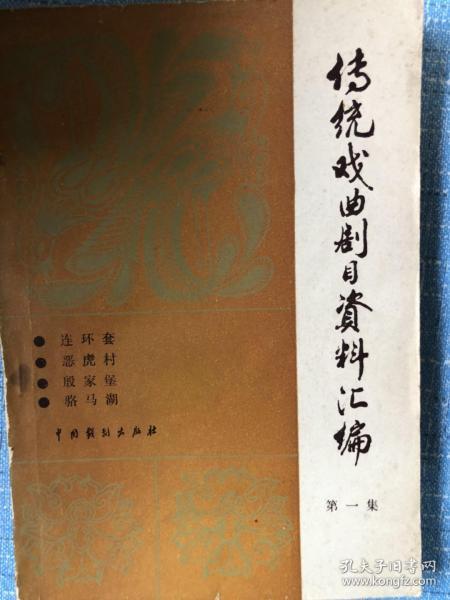 传统戏曲剧目資料汇编
第一集
连环套
恶虎村
殷家堡
骆马湖
中国戏剧出版社
孔夫子旧书网
www.kongfz.com